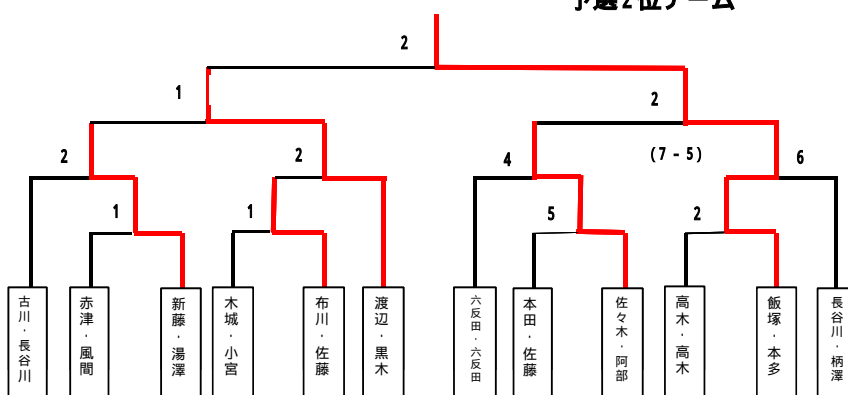 予選2位チーム
2
1
2
2
2
4
(7-5)
6
1
1
5
2
古川・長谷川
赤津・風間
新藤・湯澤
木城・小宮
布川・佐藤
渡辺・黒木
六反田・六反田
本田・佐藤
佐々木・阿部
高木・高木
飯塚・本多
長谷川・柄澤